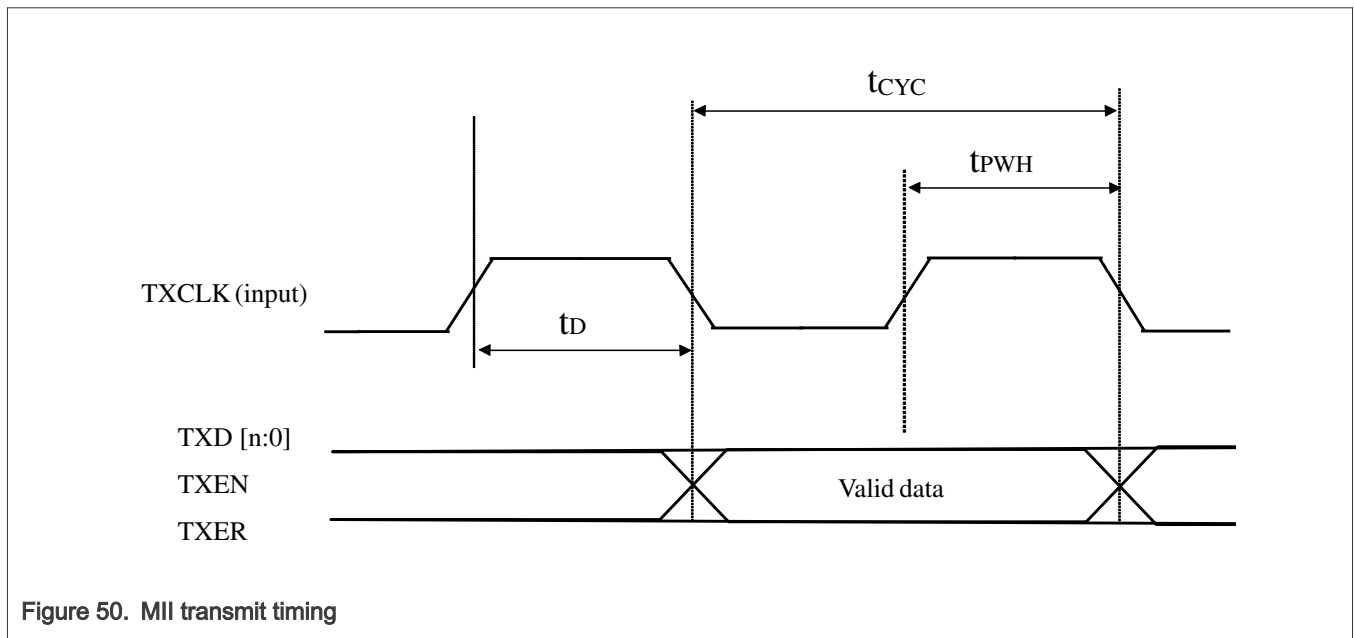 tCYC
tPWH
TXCLK (input)
tD
TXD [n:0]
TXEN
Valid data
TXER
Figure 50. MII transmit timing